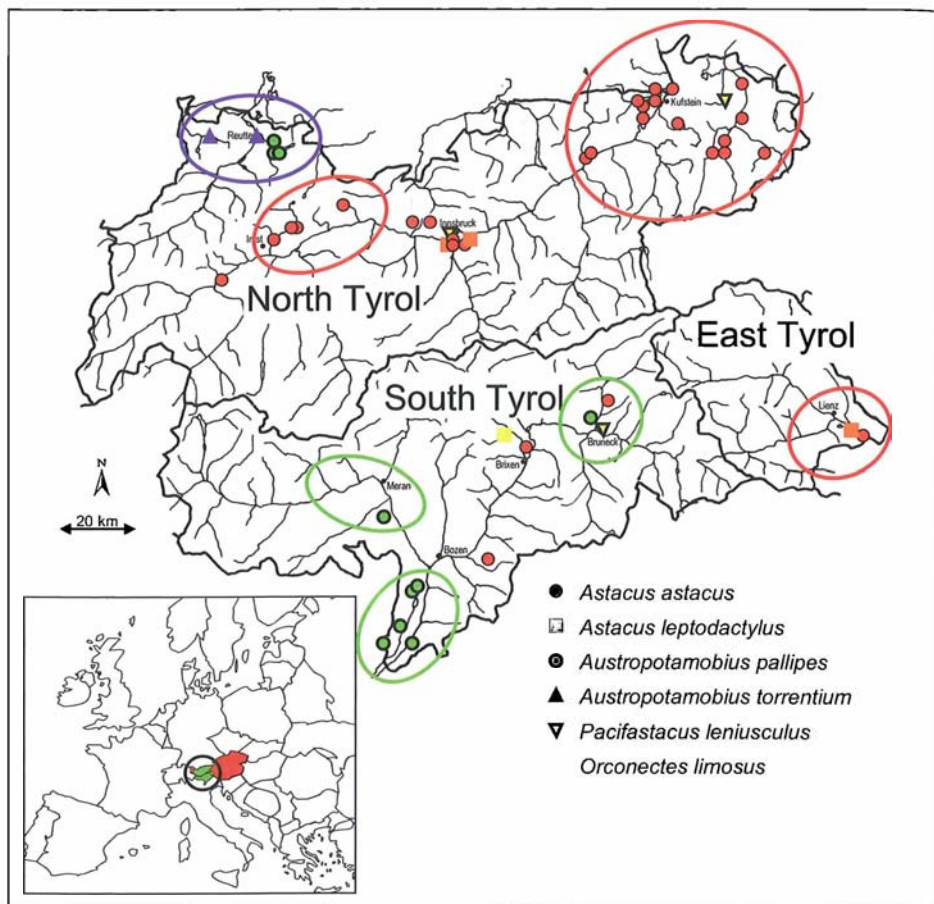 Kufstein
Reutte
Innsbruck
Imst
North Tyrol
East Tyrol
South Tyrol
Lienz
Bruneck
Brixen
Meran
N
20 km
Bozen
Astacus astacus
Astacus leptodactylus
Austropotamobius pallipes
Austropotamobius torrentium
Pacifastacus leniusculus
Orconectes limosus